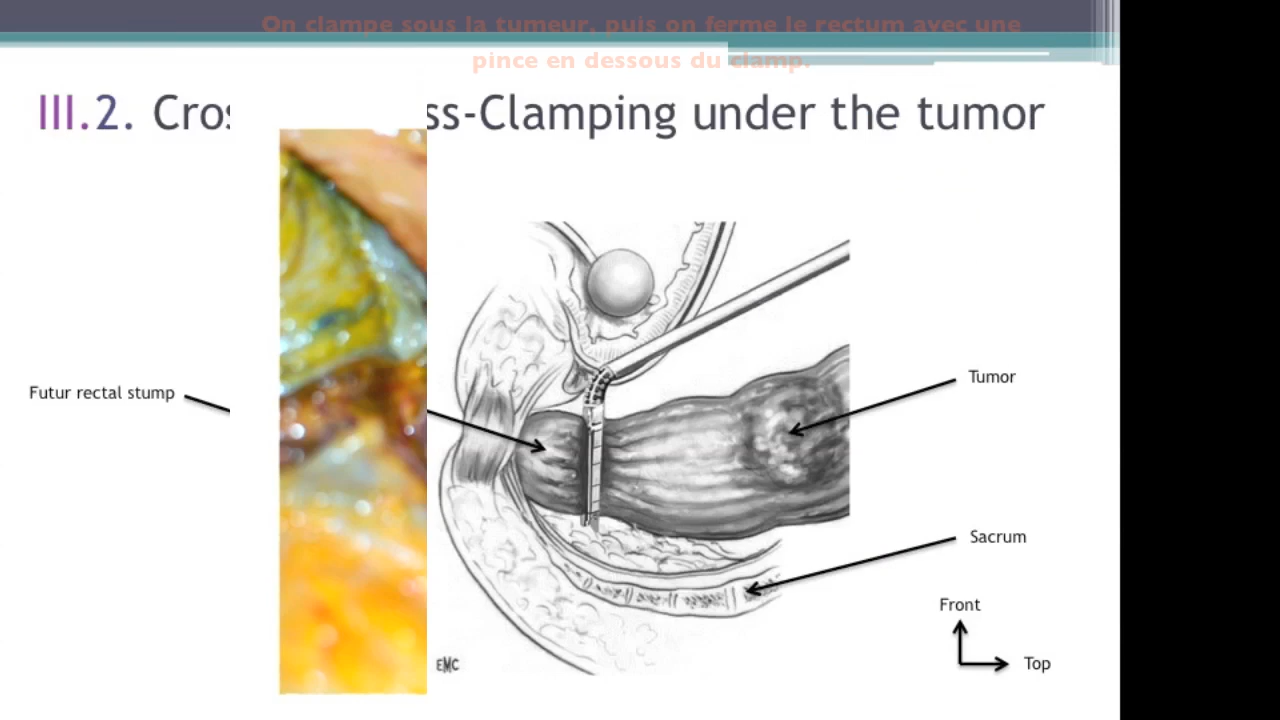 On clampe sous la tumeur, puis on ferme le rectum avec une
pince en dessous du clamp.
III.2. Cros ss-Clamping under the tumor
Tumor
Futur rectal stump
Sacrum
Front
Top
EMC